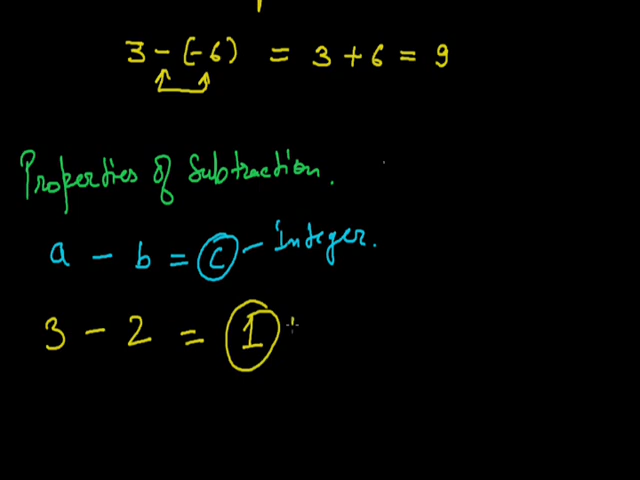 3 - (-6) = 3 + 6 = 9
Properties of Subtraction.
a - b = c - Integer.
3 - 2 = 1